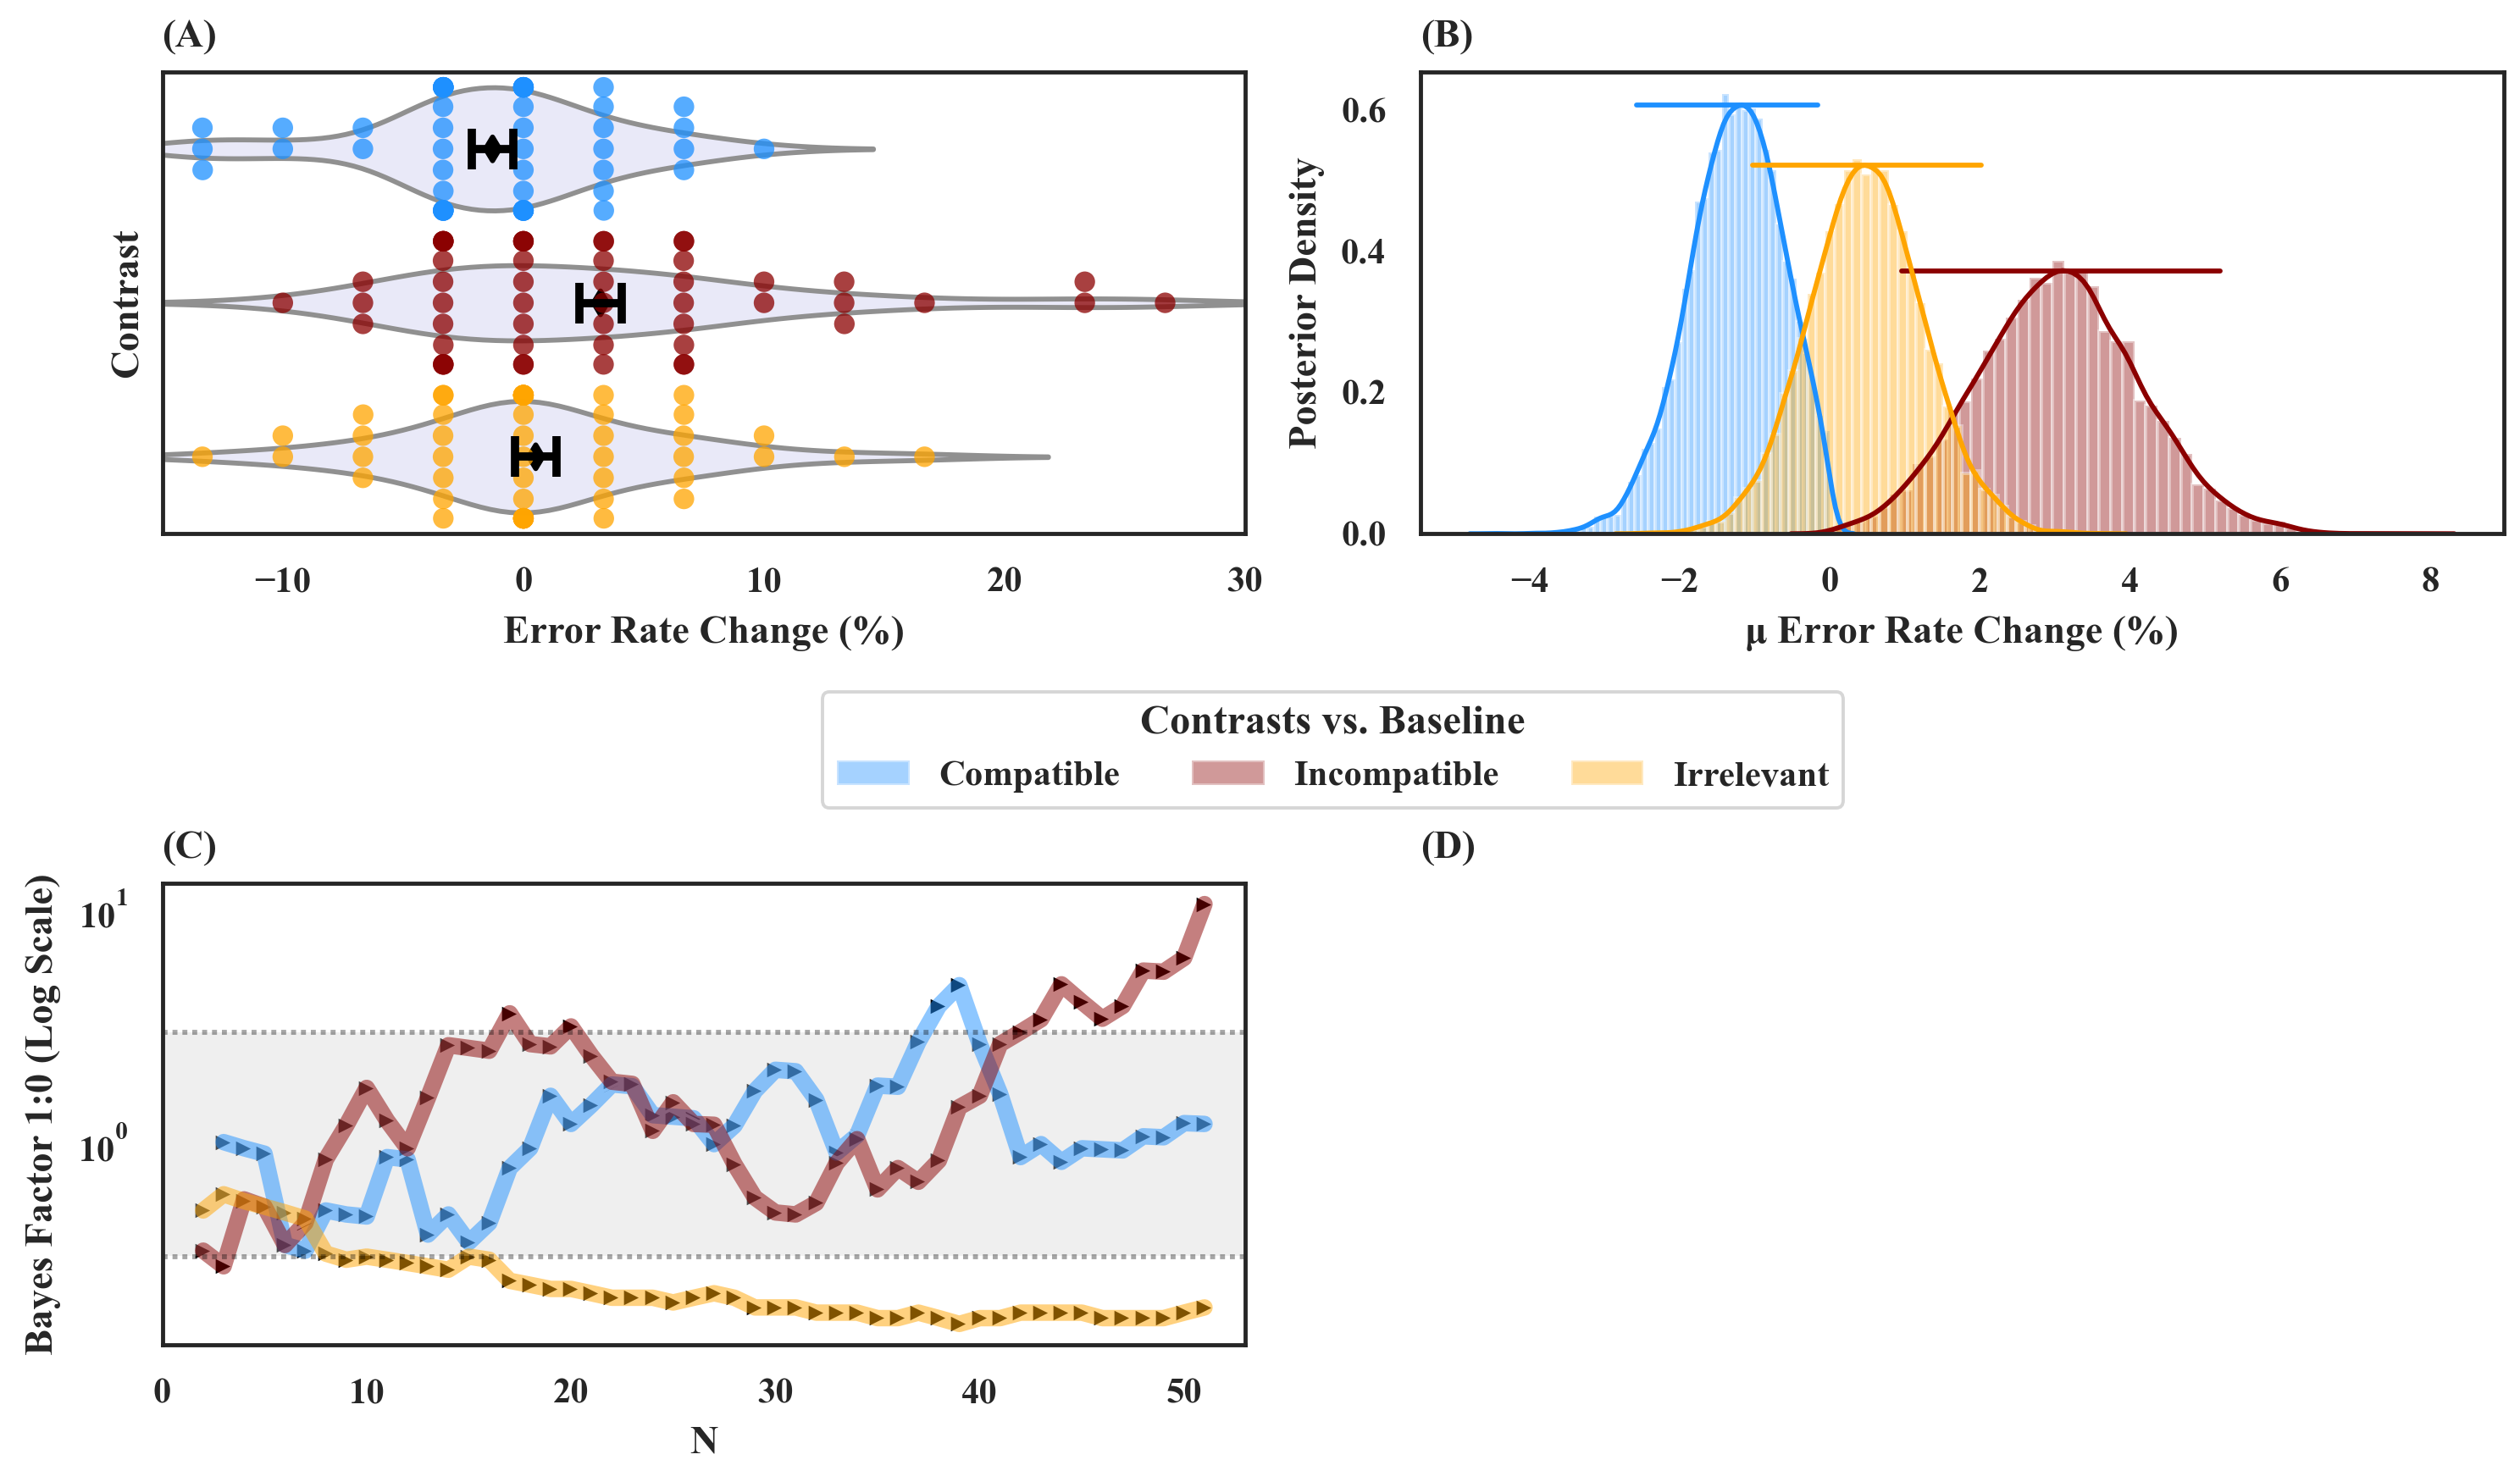 (A)
Contrast
−10 0 10 20 30
Error Rate Change (%)
(B)
Posterior Density
0.6
0.4
0.2
0.0
−4 −2 0 2 4 6 8
μ Error Rate Change (%)
Contrasts vs. Baseline
Compatible Incompatible Irrelevant
(C)
Bayes Factor 1:0 (Log Scale)
10¹
10⁰
0 10 20 30 40 50
N
(D)